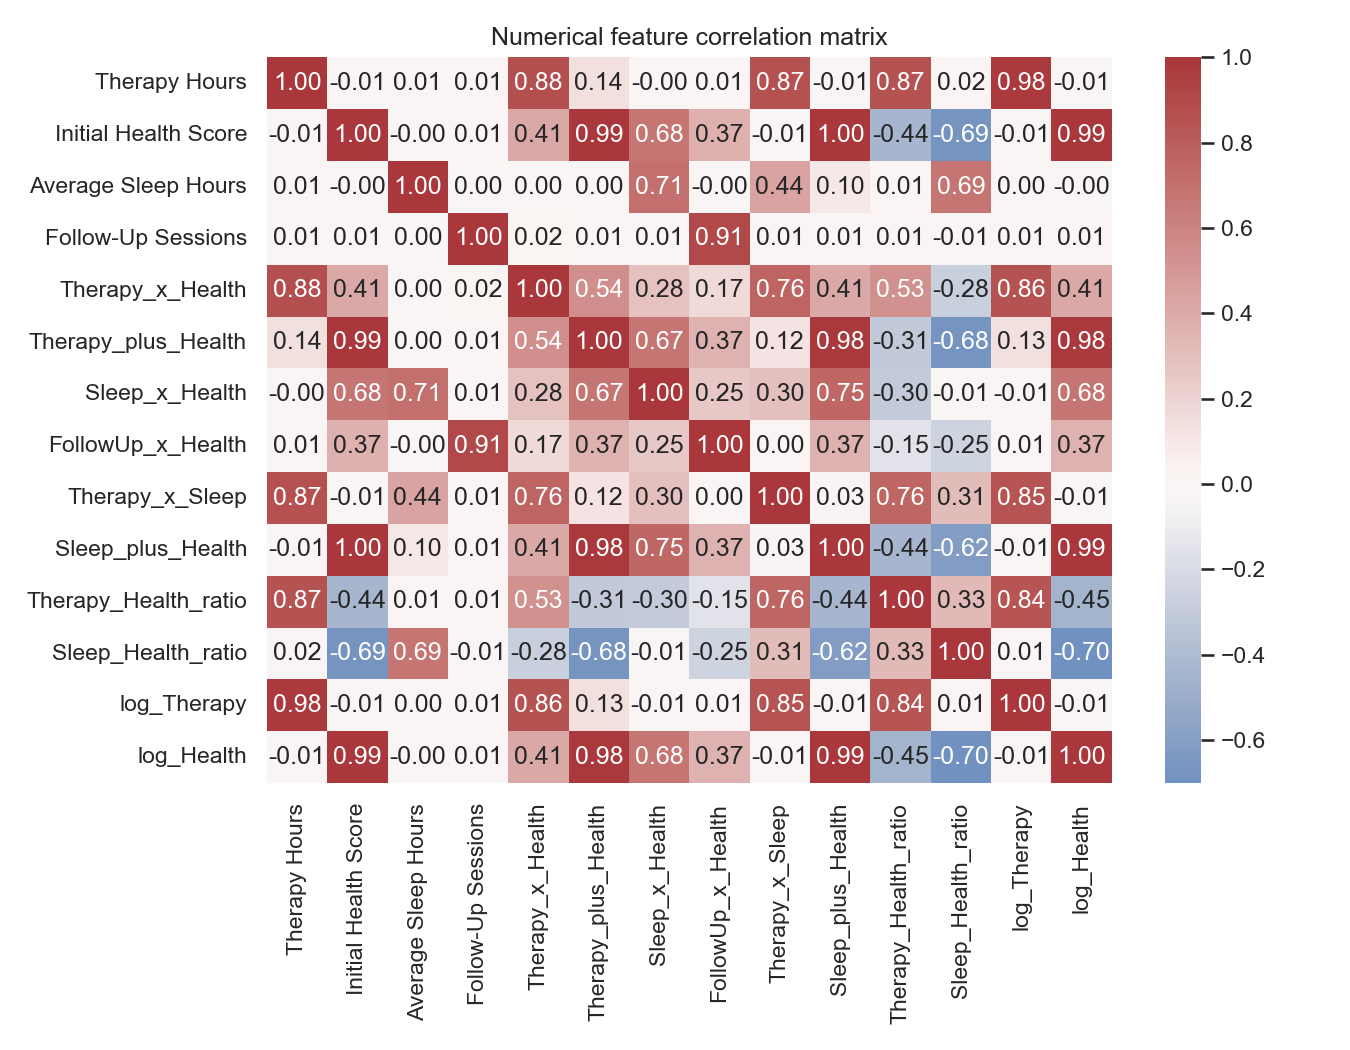 Numerical feature correlation matrix
Therapy Hours 1.00 -0.01 0.01 0.01 0.88 0.14 -0.00 0.01 0.87 -0.01 0.87 0.02 0.98 -0.01
Initial Health Score -0.01 1.00 -0.00 0.01 0.41 0.99 0.68 0.37 -0.01 1.00 -0.44 -0.69 -0.01 0.99
Average Sleep Hours 0.01 -0.00 1.00 0.00 0.00 0.00 0.71 -0.00 0.44 0.10 0.01 0.69 0.00 -0.00
Follow-Up Sessions 0.01 0.01 0.00 1.00 0.02 0.01 0.01 0.91 0.01 0.01 0.01 -0.01 0.01 0.01
Therapy_x_Health 0.88 0.41 0.00 0.02 1.00 0.54 0.28 0.17 0.76 0.41 0.53 -0.28 0.86 0.41
Therapy_plus_Health 0.14 0.99 0.00 0.01 0.54 1.00 0.67 0.37 0.12 0.98 -0.31 -0.68 0.13 0.98
Sleep_x_Health -0.00 0.68 0.71 0.01 0.28 0.67 1.00 0.25 0.30 0.75 -0.30 -0.01 -0.01 0.68
FollowUp_x_Health 0.01 0.37 -0.00 0.91 0.17 0.37 0.25 1.00 0.00 0.37 -0.15 -0.25 0.01 0.37
Therapy_x_Sleep 0.87 -0.01 0.44 0.01 0.76 0.12 0.30 0.00 1.00 0.03 0.76 0.31 0.85 -0.01
Sleep_plus_Health -0.01 1.00 0.10 0.01 0.41 0.98 0.75 0.37 0.03 1.00 -0.44 -0.62 -0.01 0.99
Therapy_Health_ratio 0.87 -0.44 0.01 0.01 0.53 -0.31 -0.30 -0.15 0.76 -0.44 1.00 0.33 0.84 -0.45
Sleep_Health_ratio 0.02 -0.69 0.69 -0.01 -0.28 -0.68 -0.01 -0.25 0.31 -0.62 0.33 1.00 0.01 -0.70
log_Therapy 0.98 -0.01 0.00 0.01 0.86 0.13 -0.01 0.01 0.85 -0.01 0.84 0.01 1.00 -0.01
log_Health -0.01 0.99 -0.00 0.01 0.41 0.98 0.68 0.37 -0.01 0.99 -0.45 -0.70 -0.01 1.00
Therapy Hours
Initial Health Score
Average Sleep Hours
Follow-Up Sessions
Therapy_x_Health
Therapy_plus_Health
Sleep_x_Health
FollowUp_x_Health
Therapy_x_Sleep
Sleep_plus_Health
Therapy_Health_ratio
Sleep_Health_ratio
log_Therapy
log_Health
1.0
0.8
0.6
0.4
0.2
0.0
−0.2
−0.4
−0.6